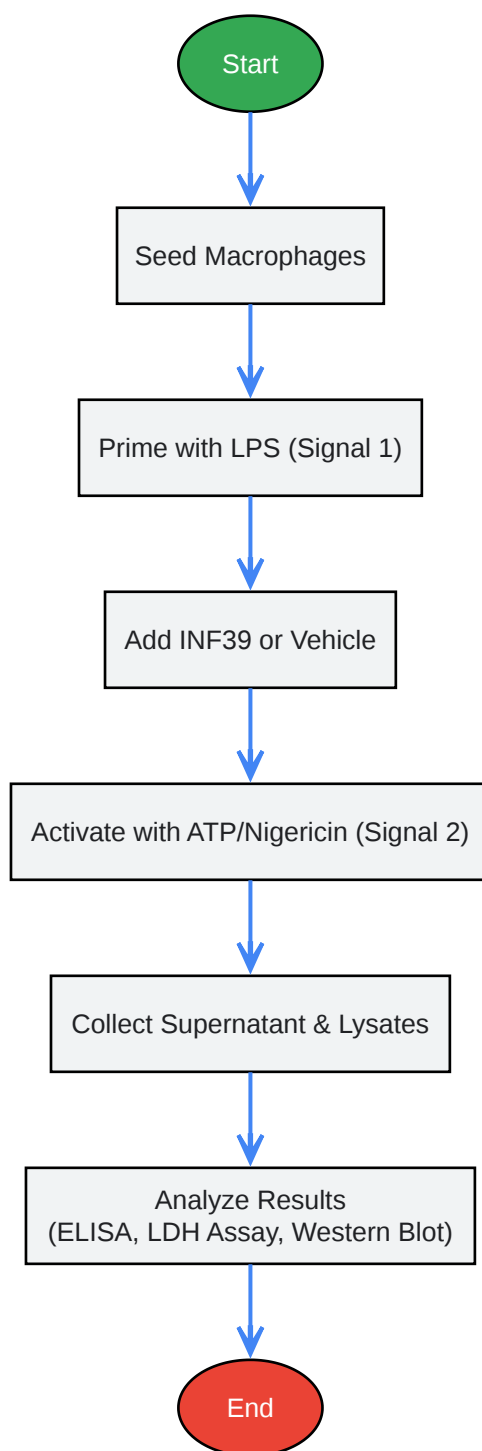 Start
Seed Macrophages
Prime with LPS (Signal 1)
Add INF39 or Vehicle
Activate with ATP/Nigericin (Signal 2)
Collect Supernatant & Lysates
Analyze Results
(ELISA, LDH Assay, Western Blot)
End